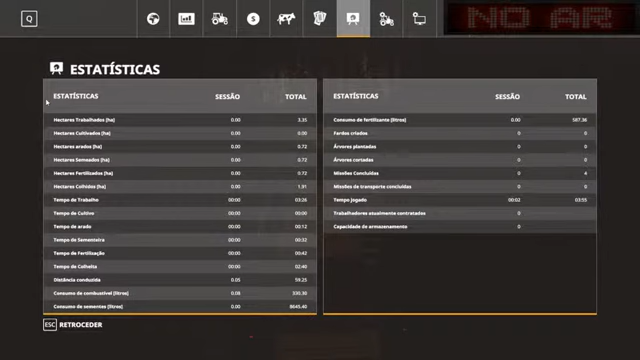 Q
NO AR
ESTATÍSTICAS
ESTATÍSTICAS SESSÃO TOTAL
Hectares Trabalhados [ha] 0.00 3.35
Hectares Cultivados [ha] 0.00 0.00
Hectares arados [ha] 0.00 0.72
Hectares Semeados [ha] 0.00 0.72
Hectares Fertilizados [ha] 0.00 0.72
Hectares Colhidos [ha] 0.00 1.91
Tempo de Trabalho 00:00 03:26
Tempo de Cultivo 00:00 00:00
Tempo de arado 00:00 00:12
Tempo de Sementeira 00:00 00:32
Tempo de Fertilização 00:00 00:42
Tempo de Colheita 00:00 02:40
Distância conduzida 0.05 59.25
Consumo de combustível [litros] 0.08 330.30
Consumo de sementes [litros] 0.00 8645.40
ESTATÍSTICAS SESSÃO TOTAL
Consumo de fertilizante [litros] 0.00 587.36
Fardos criados 0 0
Árvores plantadas 0 0
Árvores cortadas 0 0
Missões Concluídas 0 4
Missões de transporte concluídas 0 0
Tempo jogado 00:02 03:55
Trabalhadores atualmente contratados 0
Capacidade de armazenamento 0
ESC RETROCEDER